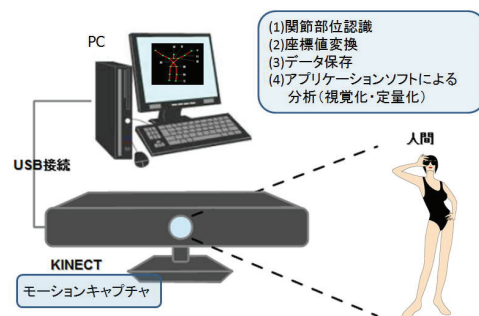 PC
(1)関節部位認識
(2)座標値変換
(3)データ保存
(4)アプリケーションソフトによる
分析(視覚化・定量化)
USB接続
人間
KINECT
モーションキャプチャ